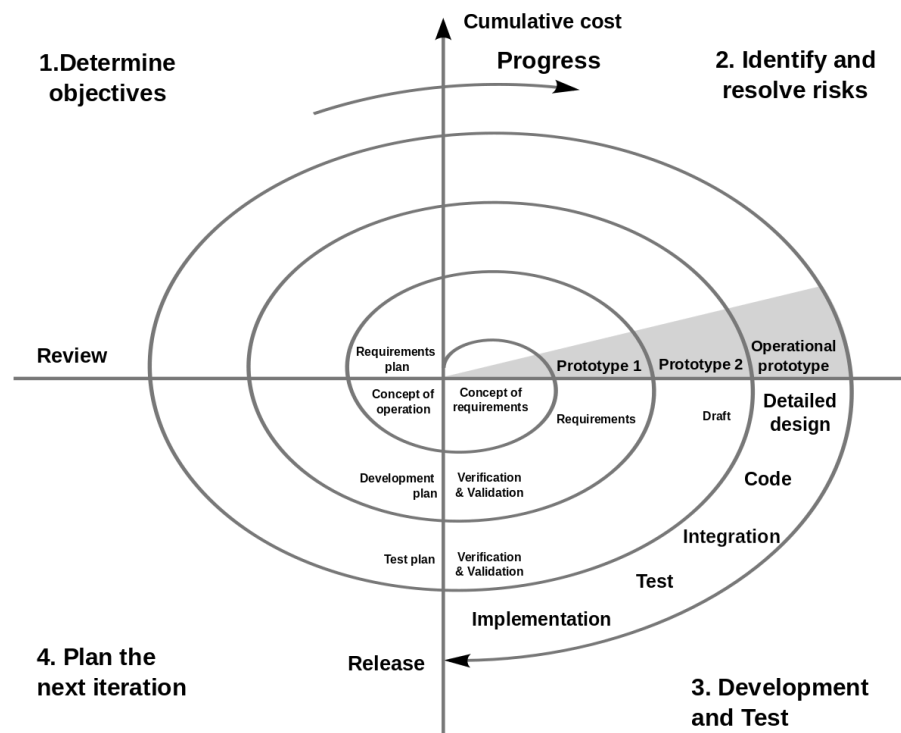 Cumulative cost
Progress
1.Determine
objectives
2. Identify and
resolve risks
Review
Requirements
plan
Prototype 1
Prototype 2
Operational
prototype
Concept of
operation
Concept of
requirements
Requirements
Draft
Detailed
design
Code
Development
plan
Verification
& Validation
Integration
Test plan
Verification
& Validation
Test
Implementation
Release
4. Plan the
next iteration
3. Development
and Test